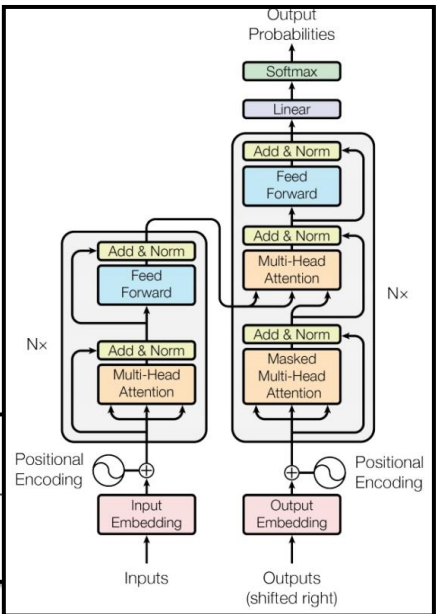 Output
Probabilities
Softmax
Linear
Add & Norm
Feed
Forward
Add & Norm
Multi-Head
Attention
Add & Norm
Masked
Multi-Head
Attention
N×
Add & Norm
Feed
Forward
Add & Norm
Multi-Head
Attention
N×
Positional
Encoding
Positional
Encoding
Input
Embedding
Output
Embedding
Inputs
Outputs
(shifted right)